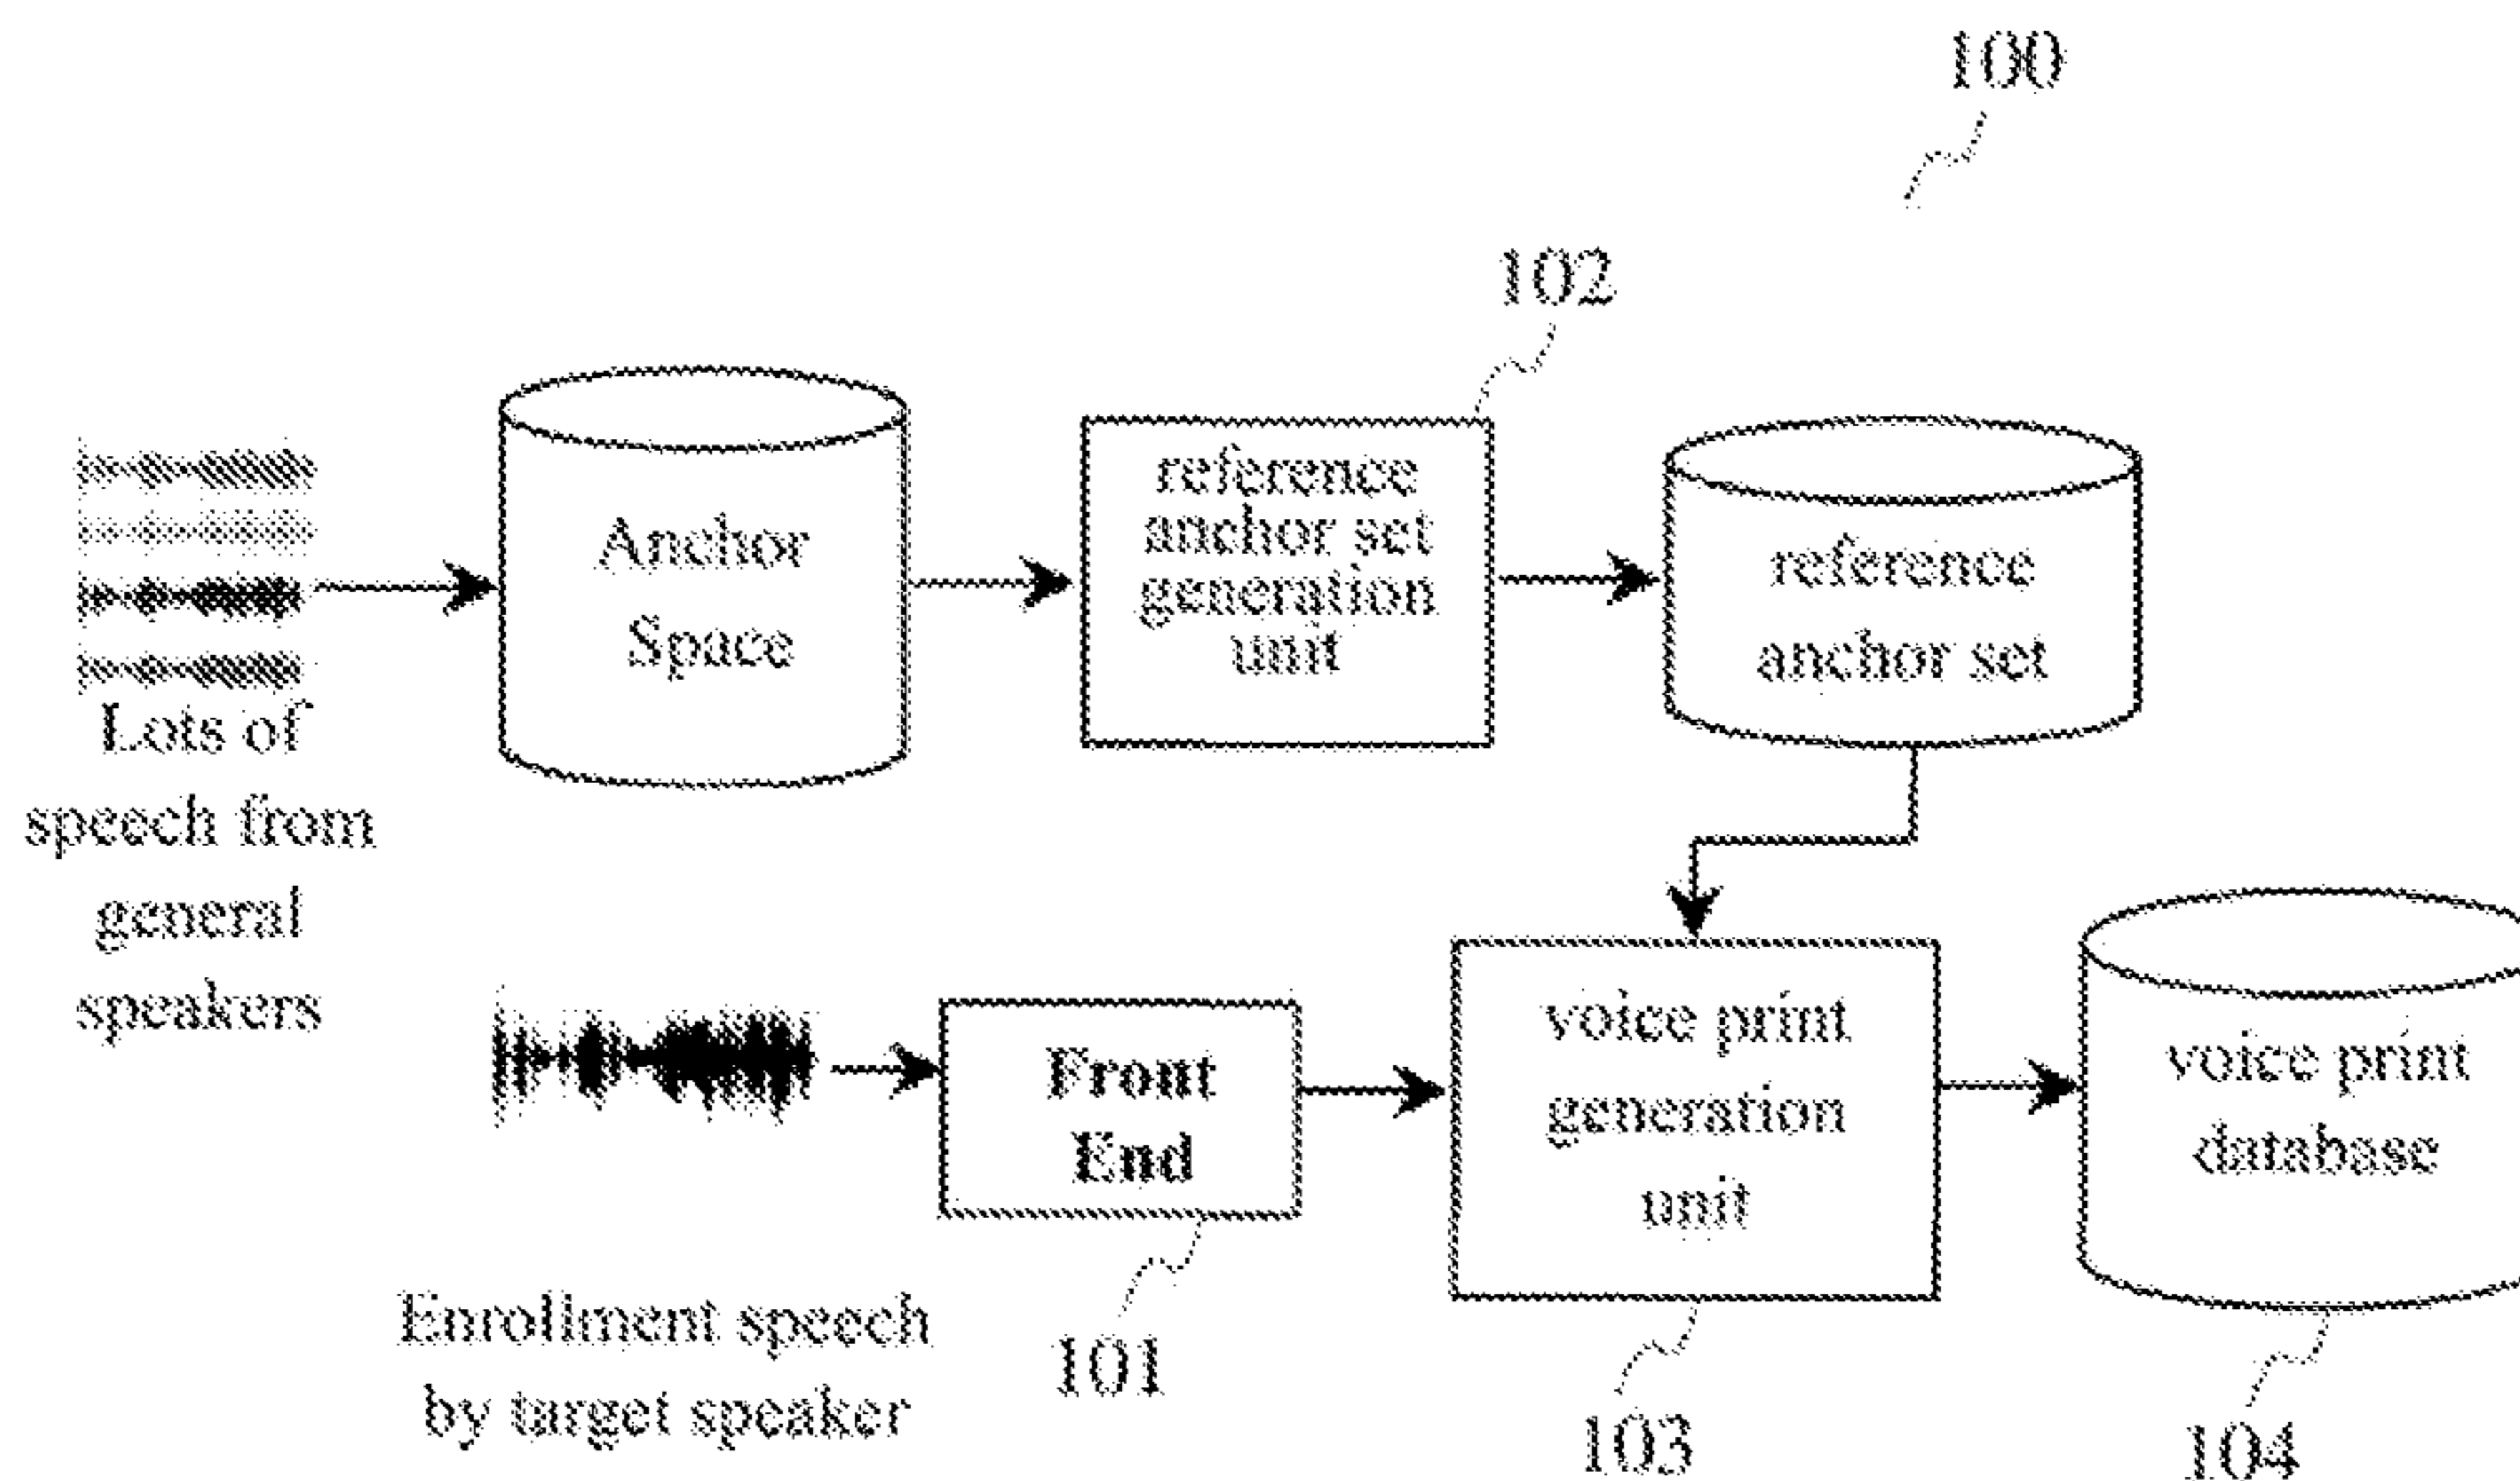 100
102
Anchor
Space
reference
anchor set
generation
unit
reference
anchor set
Lots of
speech from
general
speakers
Front
End
voice print
generation
unit
voice print
database
Enrollment speech
by target speaker
101
103
104